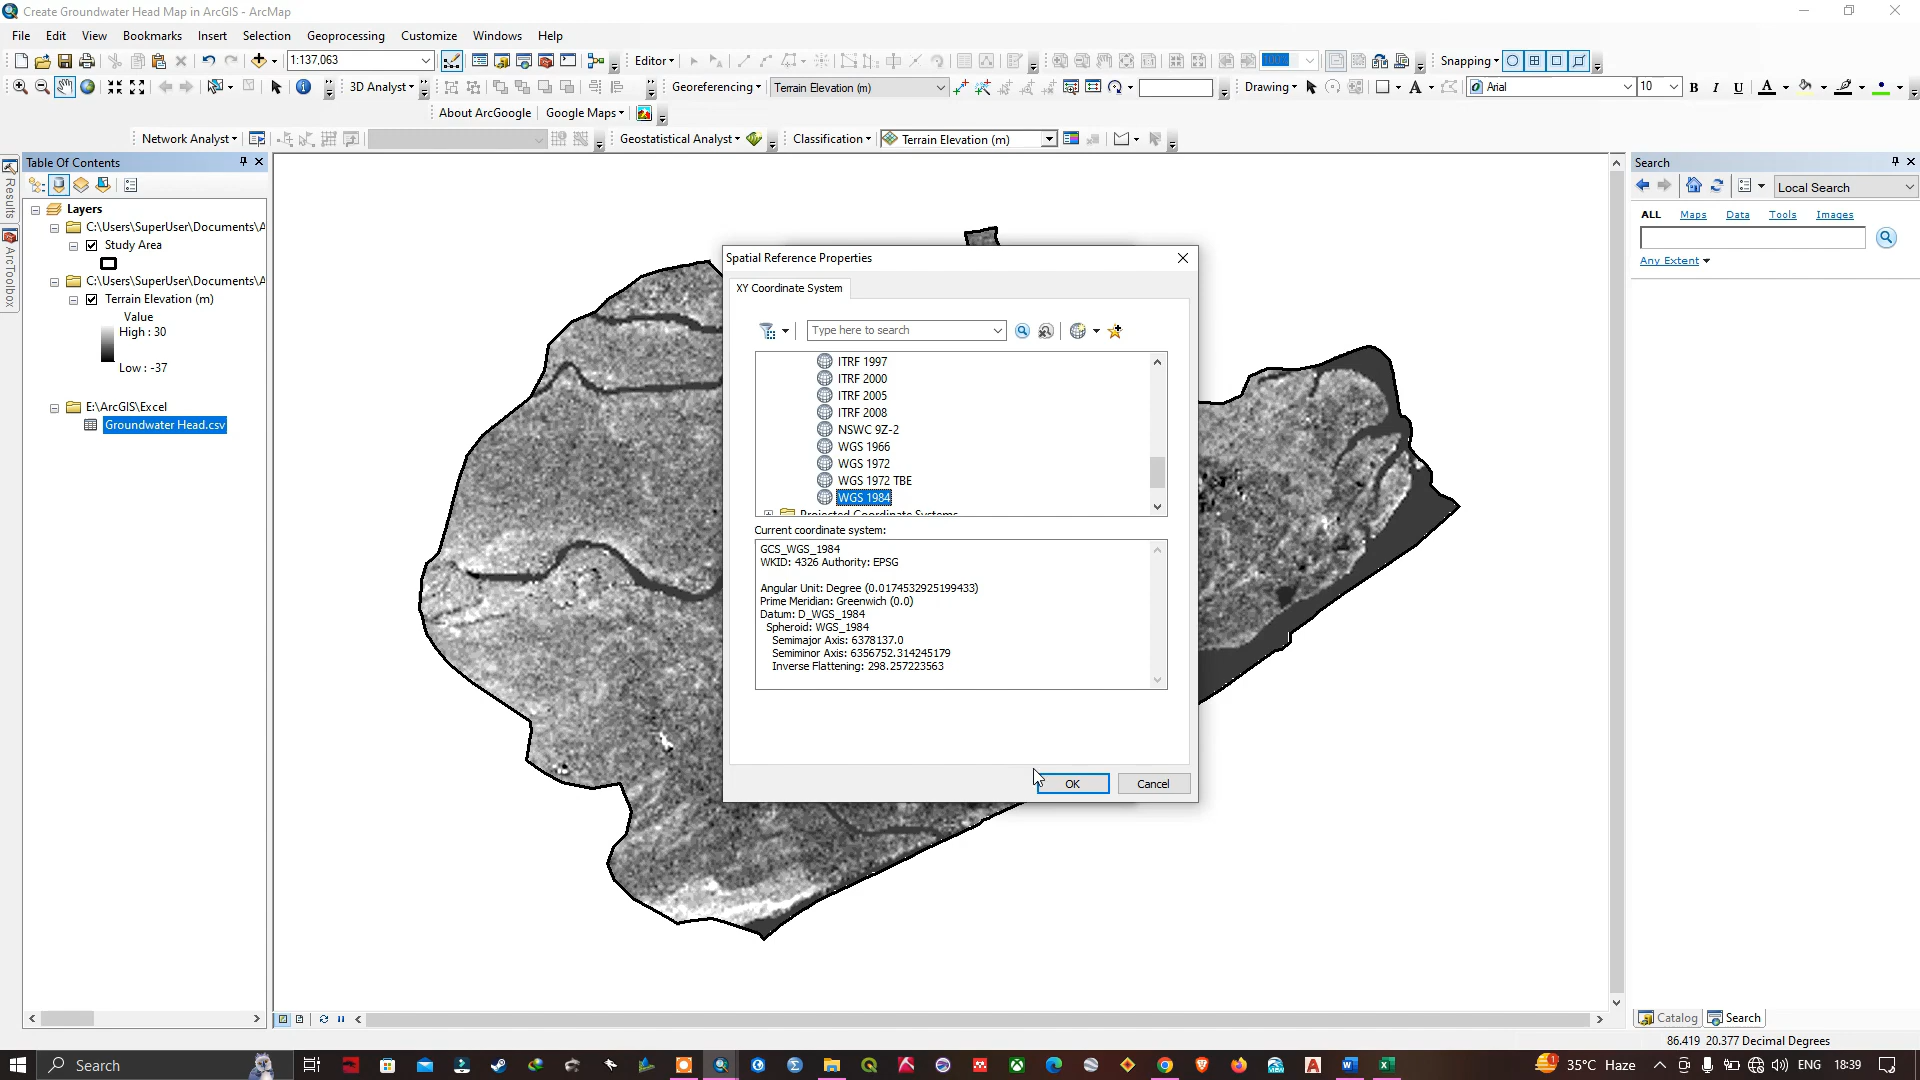 Create Groundwater Head Map in ArcGIS - ArcMap
File Edit View Bookmarks Insert Selection Geoprocessing Customize Windows Help
1:137,063 Editor 100% Snapping
3D Analyst Georeferencing Terrain Elevation (m) Drawing A Arial 10 B I U A
About ArcGoogle Google Maps
Network Analyst Geostatistical Analyst Classification Terrain Elevation (m)
Results
ArcToolbox
Table Of Contents
Layers
C:\Users\SuperUser\Documents\A
Study Area
C:\Users\SuperUser\Documents\A
Terrain Elevation (m)
Value
High : 30
Low : -37
E:\ArcGIS\Excel
Groundwater Head.csv
Spatial Reference Properties
XY Coordinate System
Type here to search
ITRF 1997
ITRF 2000
ITRF 2005
ITRF 2008
NSWC 9Z-2
WGS 1966
WGS 1972
WGS 1972 TBE
WGS 1984
Projected Coordinate Systems
Current coordinate system:
GCS_WGS_1984
WKID: 4326 Authority: EPSG
Angular Unit: Degree (0.0174532925199433)
Prime Meridian: Greenwich (0.0)
Datum: D_WGS_1984
Spheroid: WGS_1984
Semimajor Axis: 6378137.0
Semiminor Axis: 6356752.314245179
Inverse Flattening: 298.257223563
OK Cancel
Search
Local Search
ALL Maps Data Tools Images
Any Extent
Catalog Search
86.419 20.377 Decimal Degrees
Search
35°C Haze ENG 18:39